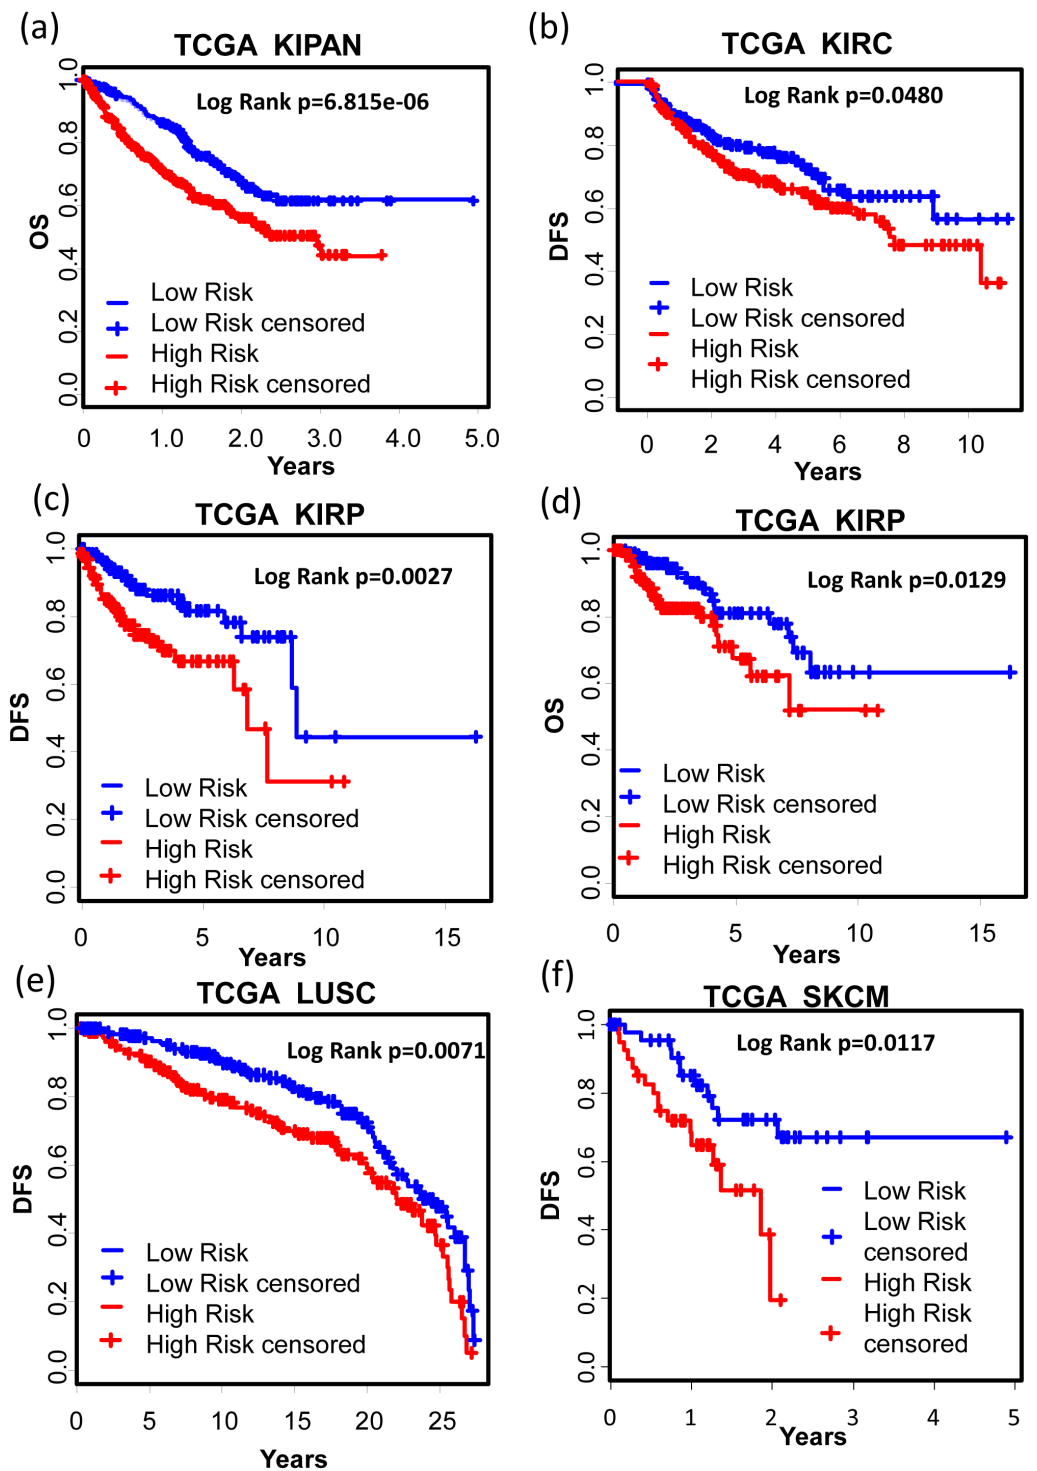 (a)
TCGA KIPAN
Log Rank p=6.815e-06
OS
1.0
0.8
0.6
0.4
0.2
0.0
Low Risk
Low Risk censored
High Risk
High Risk censored
0 1.0 2.0 3.0 4.0 5.0
Years
(b)
TCGA KIRC
Log Rank p=0.0480
DFS
1.0
0.8
0.6
0.4
0.2
0.0
Low Risk
Low Risk censored
High Risk
High Risk censored
0 2 4 6 8 10
Years
(c)
TCGA KIRP
Log Rank p=0.0027
DFS
1.0
0.8
0.6
0.4
0.2
0.0
Low Risk
Low Risk censored
High Risk
High Risk censored
0 5 10 15
Years
(d)
TCGA KIRP
Log Rank p=0.0129
OS
1.0
0.8
0.6
0.4
0.2
0.0
Low Risk
Low Risk censored
High Risk
High Risk censored
0 5 10 15
Years
(e)
TCGA LUSC
Log Rank p=0.0071
DFS
1.0
0.8
0.6
0.4
0.2
0.0
Low Risk
Low Risk censored
High Risk
High Risk censored
0 5 10 15 20 25
Years
(f)
TCGA SKCM
Log Rank p=0.0117
DFS
1.0
0.8
0.6
0.4
0.2
0.0
Low Risk
Low Risk
censored
High Risk
High Risk
censored
0 1 2 3 4 5
Years